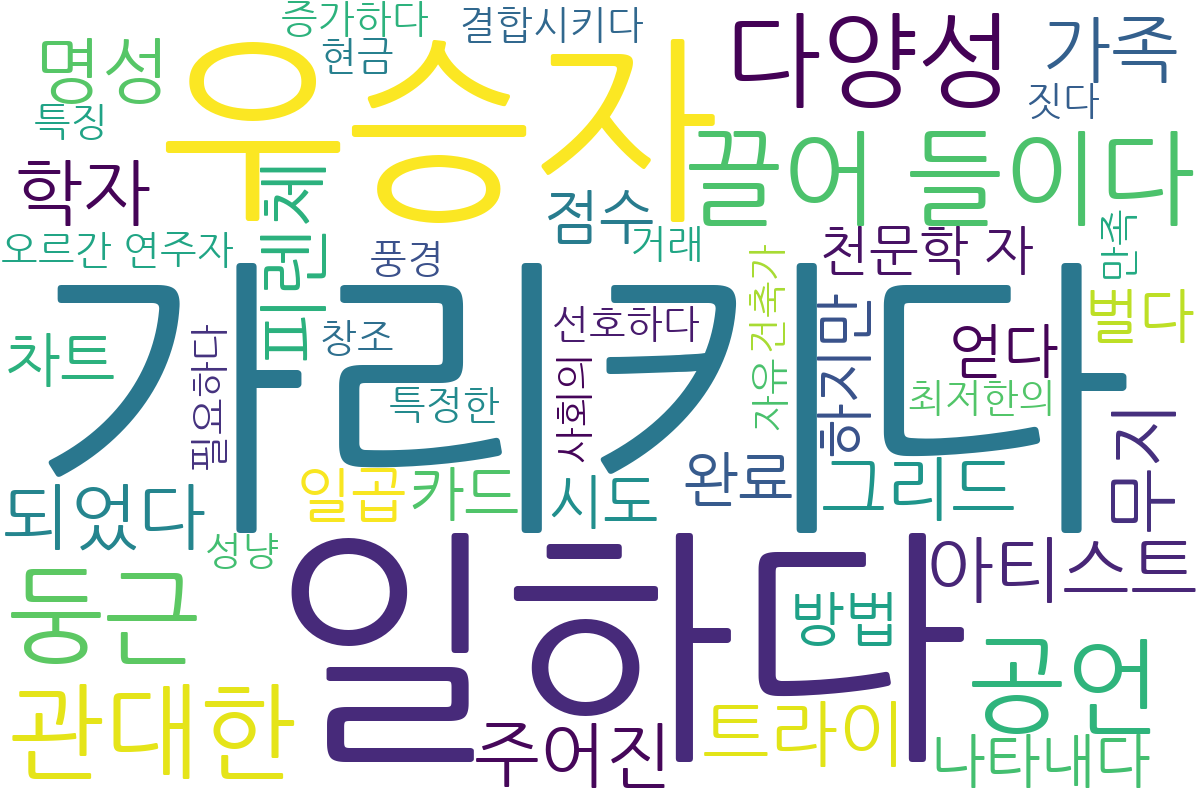 증가하다
결합시키다
명성
현금
우승자
다양성
가족
짓다
특징
끌어 들이다
학자
피렌체
점수
오르간 연주자
풍경
거래
천문학 자
만족
가리키다
차트
필요하다
창조
선호하다
자유 건축가
하지만
얻다
벌다
특정한
사회의
최저한의
무지
일곱
카드
시도
완료
그리드
되었다
성냥
일하다
아티스트
둥근
방법
공언
관대한
주어진
트라이
나타내다